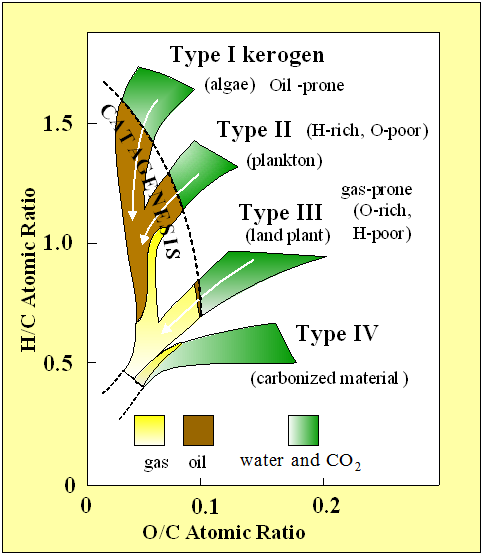 Type I kerogen
(algae) Oil -prone
CATAGENESIS
1.5
Type II (H-rich, O-poor)
(plankton)
gas-prone
Type III (O-rich,
(land plant) H-poor)
1.0
H/C Atomic Ratio
Type IV
0.5
(carbonized material )
gas oil water and CO2
0
0 0.1 0.2
O/C Atomic Ratio